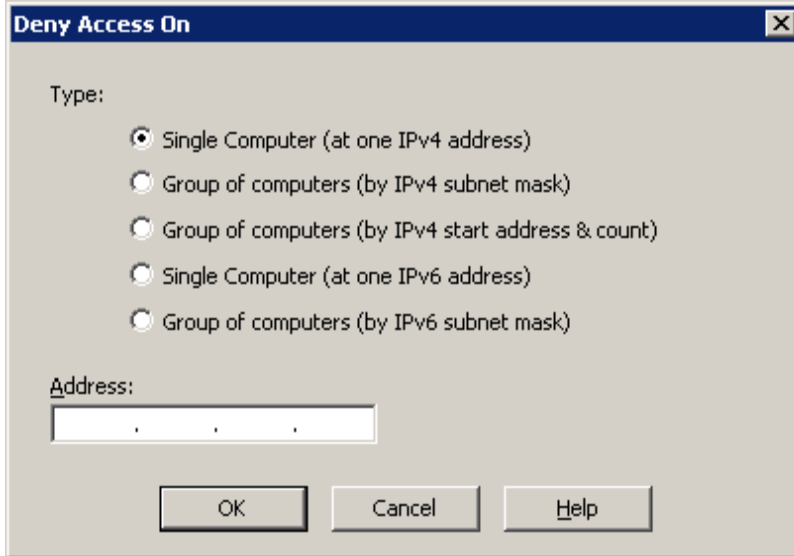 Deny Access On
Type:
Single Computer (at one IPv4 address)
Group of computers (by IPv4 subnet mask)
Group of computers (by IPv4 start address & count)
Single Computer (at one IPv6 address)
Group of computers (by IPv6 subnet mask)
Address:
. . .
OK Cancel Help